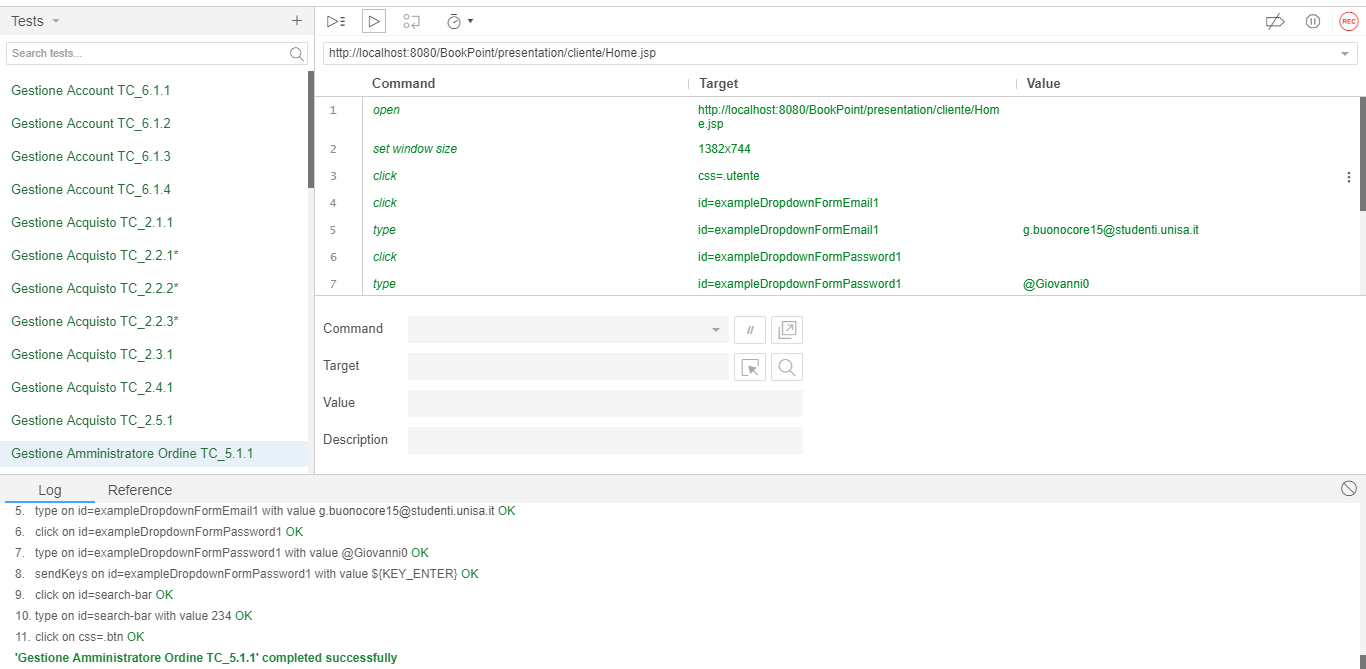 Tests
Search tests...
Gestione Account TC_6.1.1
Gestione Account TC_6.1.2
Gestione Account TC_6.1.3
Gestione Account TC_6.1.4
Gestione Acquisto TC_2.1.1
Gestione Acquisto TC_2.2.1*
Gestione Acquisto TC_2.2.2*
Gestione Acquisto TC_2.2.3*
Gestione Acquisto TC_2.3.1
Gestione Acquisto TC_2.4.1
Gestione Acquisto TC_2.5.1
Gestione Amministratore Ordine TC_5.1.1
REC
http://localhost:8080/BookPoint/presentation/cliente/Home.jsp
Command Target Value
1 open http://localhost:8080/BookPoint/presentation/cliente/Hom
e.jsp
2 set window size 1382x744
3 click css=.utente
4 click id=exampleDropdownFormEmail1
5 type id=exampleDropdownFormEmail1 g.buonocore15@studenti.unisa.it
6 click id=exampleDropdownFormPassword1
7 type id=exampleDropdownFormPassword1 @Giovanni0
Command //
Target
Value
Description
Log Reference
5. type on id=exampleDropdownFormEmail1 with value g.buonocore15@studenti.unisa.it OK
6. click on id=exampleDropdownFormPassword1 OK
7. type on id=exampleDropdownFormPassword1 with value @Giovanni0 OK
8. sendKeys on id=exampleDropdownFormPassword1 with value ${KEY_ENTER} OK
9. click on id=search-bar OK
10. type on id=search-bar with value 234 OK
11. click on css=.btn OK
'Gestione Amministratore Ordine TC_5.1.1' completed successfully